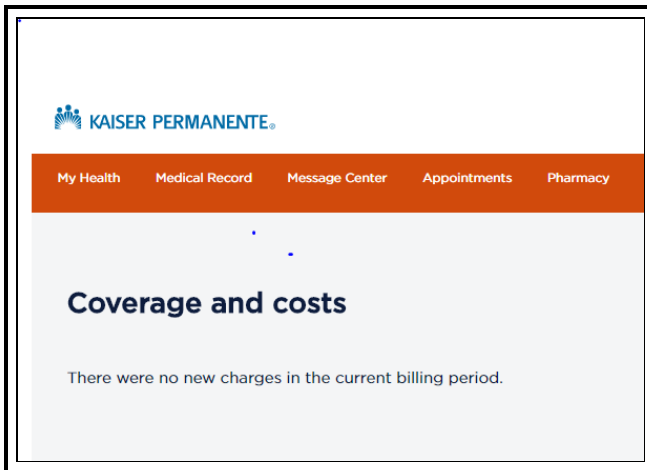 KAISER PERMANENTE®
My Health Medical Record Message Center Appointments Pharmacy
Coverage and costs
There were no new charges in the current billing period.